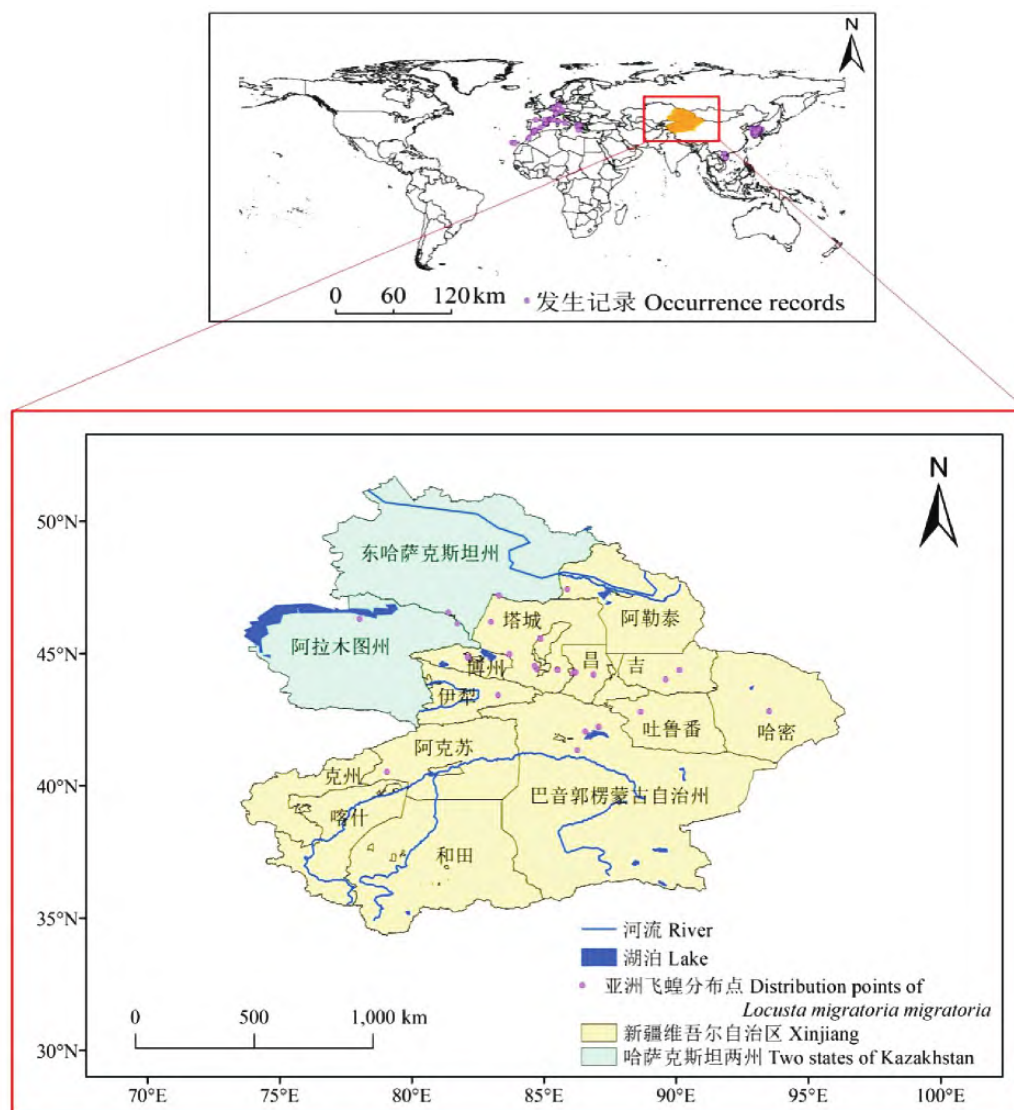 N
0 60 120 km
发生记录 Occurrence records
N
50°N
东哈萨克斯坦州
塔城
阿勒泰
阿拉木图州
45°N
博州
昌
吉
伊犁
吐鲁番
哈密
阿克苏
克州
40°N
巴音郭楞蒙古自治州
喀什
和田
35°N
河流 River
湖泊 Lake
亚洲飞蝗分布点 Distribution points of
Locusta migratoria migratoria
0 500 1,000 km
新疆维吾尔自治区 Xinjiang
30°N
哈萨克斯坦两州 Two states of Kazakhstan
70°E 75°E 80°E 85°E 90°E 95°E 100°E